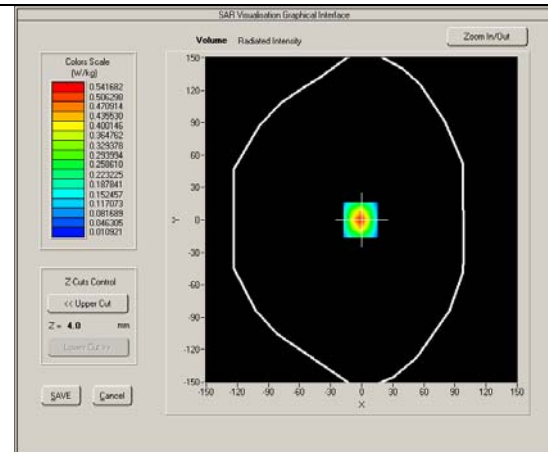 SAR Visualisation Graphical Interface
Volume Radiated Intensity
Zoom In/Out
Colors Scale
(W/kg)
0.541682
0.506298
0.470914
0.435530
0.400146
0.364762
0.329378
0.293994
0.258610
0.223225
0.187841
0.152457
0.117073
0.081689
0.046305
0.010921
Z Cuts Control
<< Upper Cut
Z = 4.0 mm
Lower Cut >>
SAVE Cancel
150
120
90
60
30
0
-30
-60
-90
-120
-150
Y
-150 -120 -90 -60 -30 0 30 60 90 120 150
X